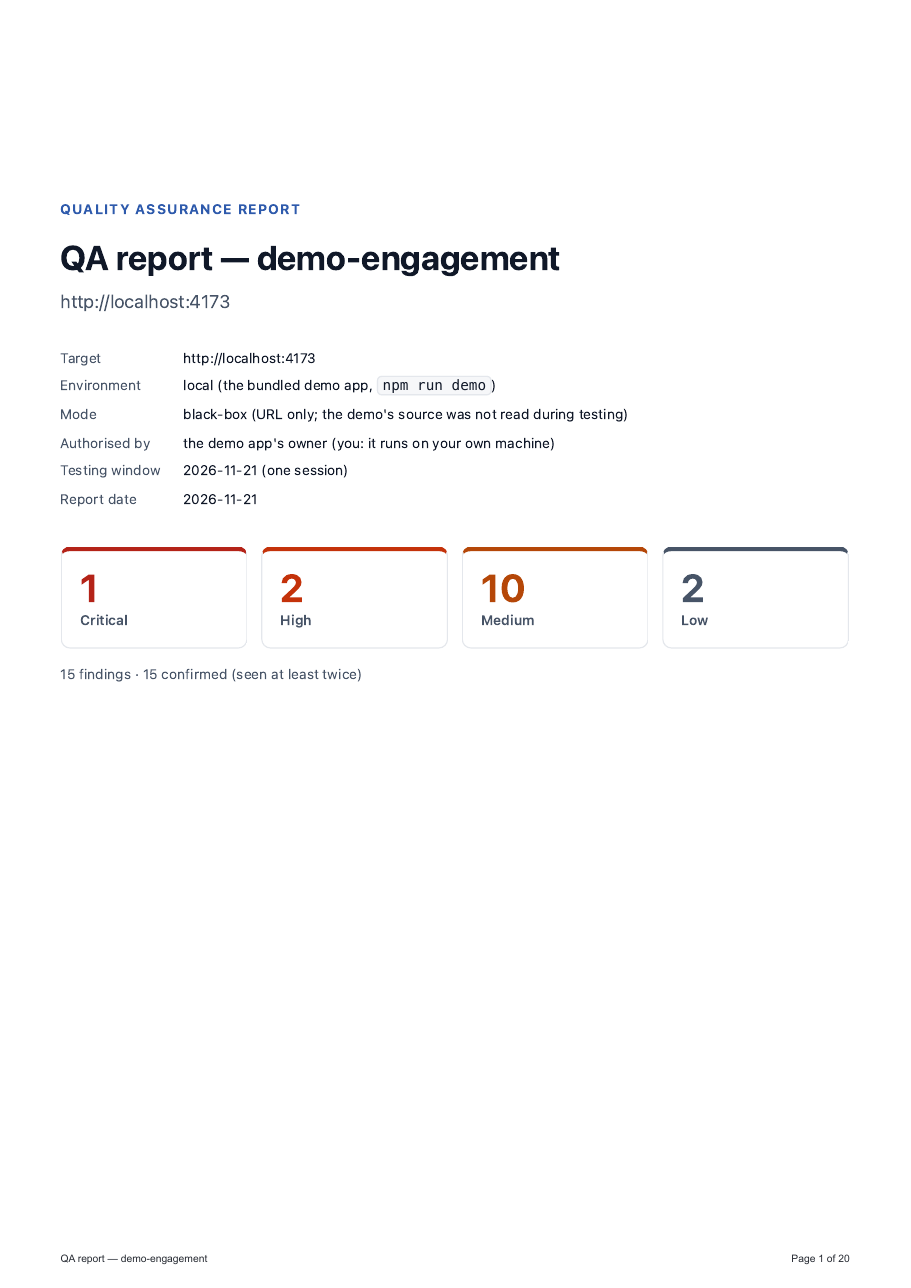 QUALITY ASSURANCE REPORT
QA report — demo-engagement
http://localhost:4173
Target http://localhost:4173
Environment local (the bundled demo app, npm run demo)
Mode black-box (URL only; the demo's source was not read during testing)
Authorised by the demo app's owner (you: it runs on your own machine)
Testing window 2026-11-21 (one session)
Report date 2026-11-21
1 2 10 2
Critical High Medium Low
15 findings · 15 confirmed (seen at least twice)
QA report — demo-engagement Page 1 of 20